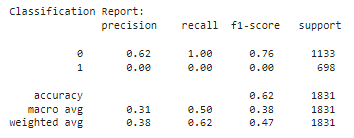 Classification Report:
precision recall f1-score support
0 0.62 1.00 0.76 1133
1 0.00 0.00 0.00 698
accuracy 0.62 1831
macro avg 0.31 0.50 0.38 1831
weighted avg 0.38 0.62 0.47 1831